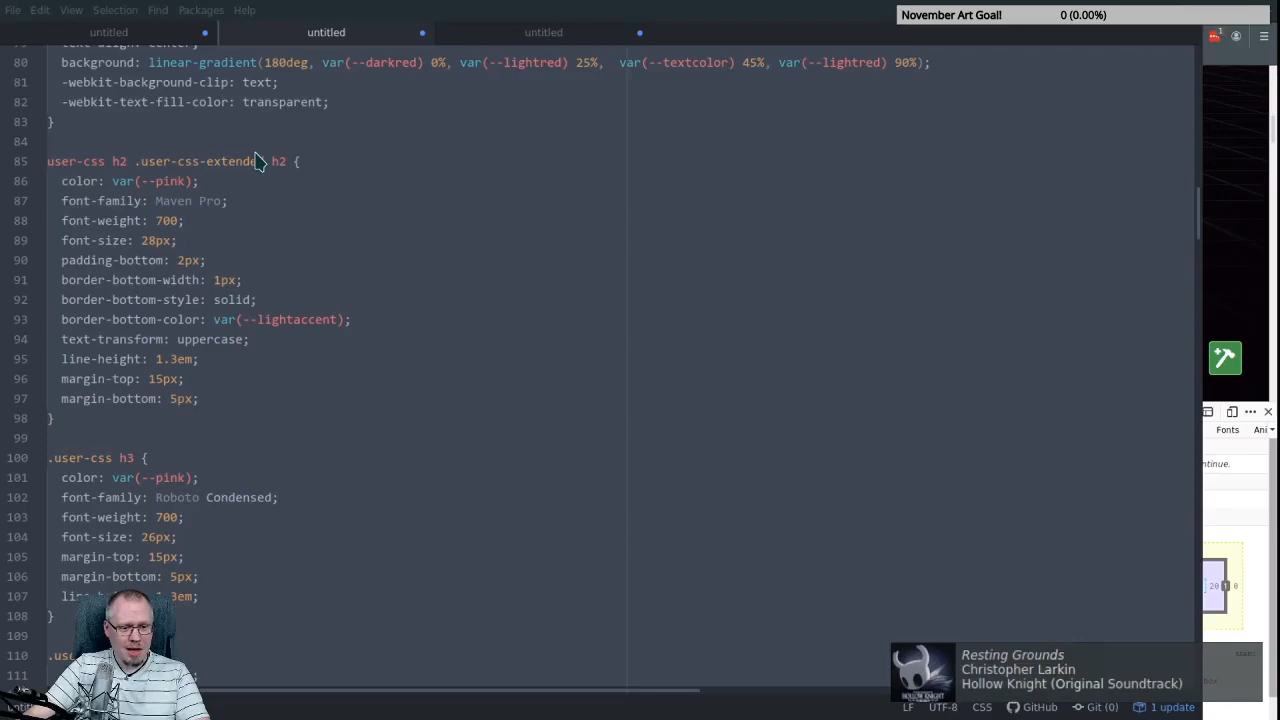 File Edit View Selection Find Packages Help
November Art Goal! 0 (0.00%)
untitled untitled untitled
1
80 background: linear-gradient(180deg, var(--darkred) 0%, var(--lightred) 25%,  var(--textcolor) 45%, var(--lightred) 90%);
81 -webkit-background-clip: text;
82 -webkit-text-fill-color: transparent;
83 }
84
85 user-css h2 .user-css-extende h2 {
86 color: var(--pink);
87 font-family: Maven Pro;
88 font-weight: 700;
89 font-size: 28px;
90 padding-bottom: 2px;
91 border-bottom-width: 1px;
92 border-bottom-style: solid;
93 border-bottom-color: var(--lightaccent);
94 text-transform: uppercase;
95 line-height: 1.3em;
96 margin-top: 15px;
97 margin-bottom: 5px;
98 }
99
100 .user-css h3 {
101 color: var(--pink);
102 font-family: Roboto Condensed;
103 font-weight: 700;
104 font-size: 26px;
105 margin-top: 15px;
106 margin-bottom: 5px;
107
108 }
109
110
111
Fonts Ani
ntinue.
20 1 0
Resting Grounds
Christopher Larkin
Hollow Knight (Original Soundtrack)
HOLLOW KNIGHT
LF UTF-8 CSS GitHub Git (0) 1 update